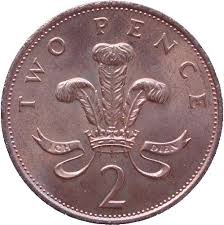 TWO PENCE
ICH DIEN
2